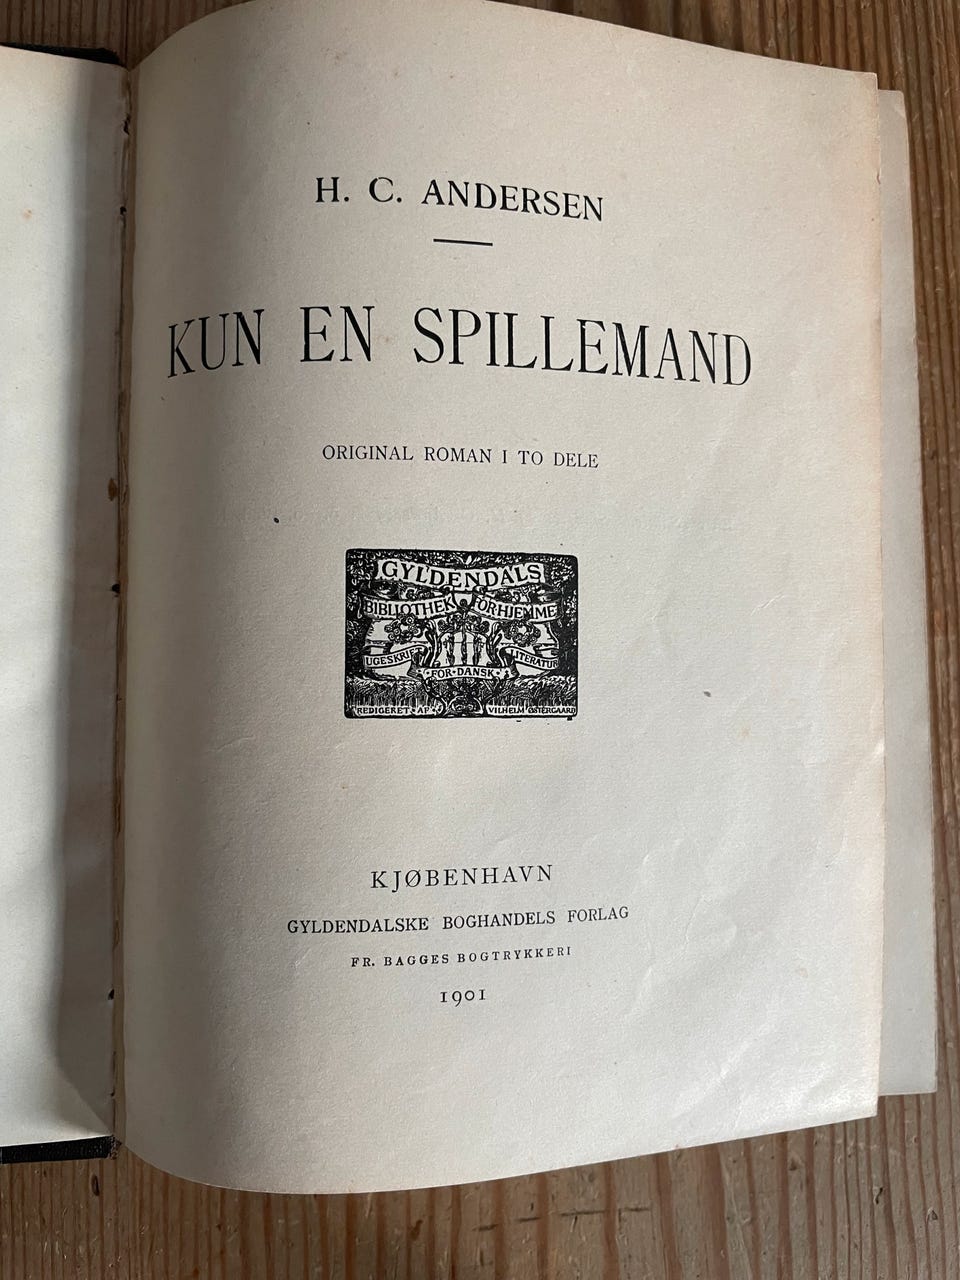 H. C. ANDERSEN
KUN EN SPILLEMAND
ORIGINAL ROMAN I TO DELE
GYLDENDALS
BIBLIOTHEK FOR HJEMMET
UGESKRIFT LITERATUR
FOR · DANSK
REDIGERET · AF VILHELM ØSTERGAARD
KJØBENHAVN
GYLDENDALSKE BOGHANDELS FORLAG
FR. BAGGES BOGTRYKKERI
1901